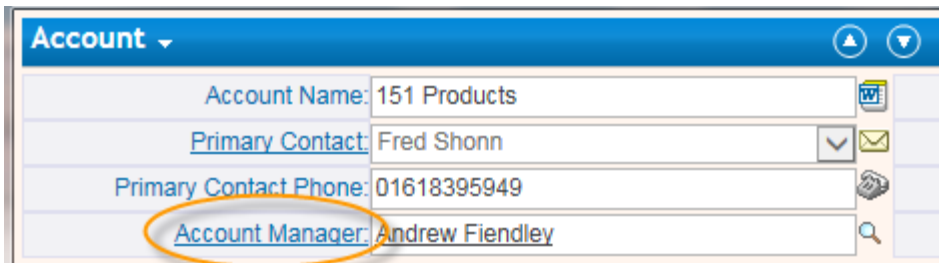 Account
Account Name: 151 Products
Primary Contact: Fred Shonn
Primary Contact Phone: 01618395949
Account Manager: Andrew Fiendley